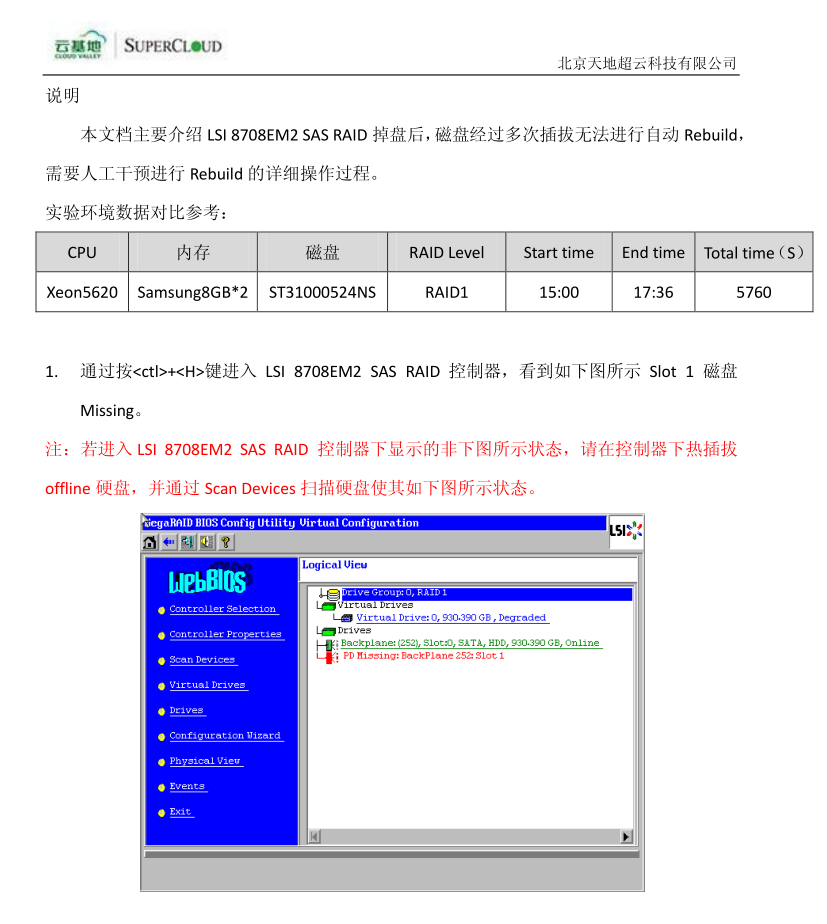 云基地
CLOUD VALLEY
SUPERCLOUD
北京天地超云科技有限公司
说明
本文档主要介绍 LSI 8708EM2 SAS RAID 掉盘后，磁盘经过多次插拔无法进行自动 Rebuild，
需要人工干预进行 Rebuild 的详细操作过程。
实验环境数据对比参考：
CPU 内存 磁盘 RAID Level Start time End time Total time（S）
Xeon5620 Samsung8GB*2 ST31000524NS RAID1 15:00 17:36 5760
1. 通过按<ctl>+<H>键进入 LSI 8708EM2 SAS RAID 控制器，看到如下图所示 Slot 1 磁盘
Missing。
注：若进入 LSI 8708EM2 SAS RAID 控制器下显示的非下图所示状态，请在控制器下热插拔
offline 硬盘，并通过 Scan Devices 扫描硬盘使其如下图所示状态。
MegaRAID BIOS Config Utility Virtual Configuration
LSI
WebBIOS
Controller Selection
Controller Properties
Scan Devices
Virtual Drives
Drives
Configuration Wizard
Physical View
Events
Exit
Logical View
Drive Group: 0, RAID 1
Virtual Drives
Virtual Drive: 0, 930.390 GB , Degraded
Drives
Backplane: (252), Slot:0, SATA, HDD, 930.390 GB, Online
PD Missing: BackPlane 252: Slot 1